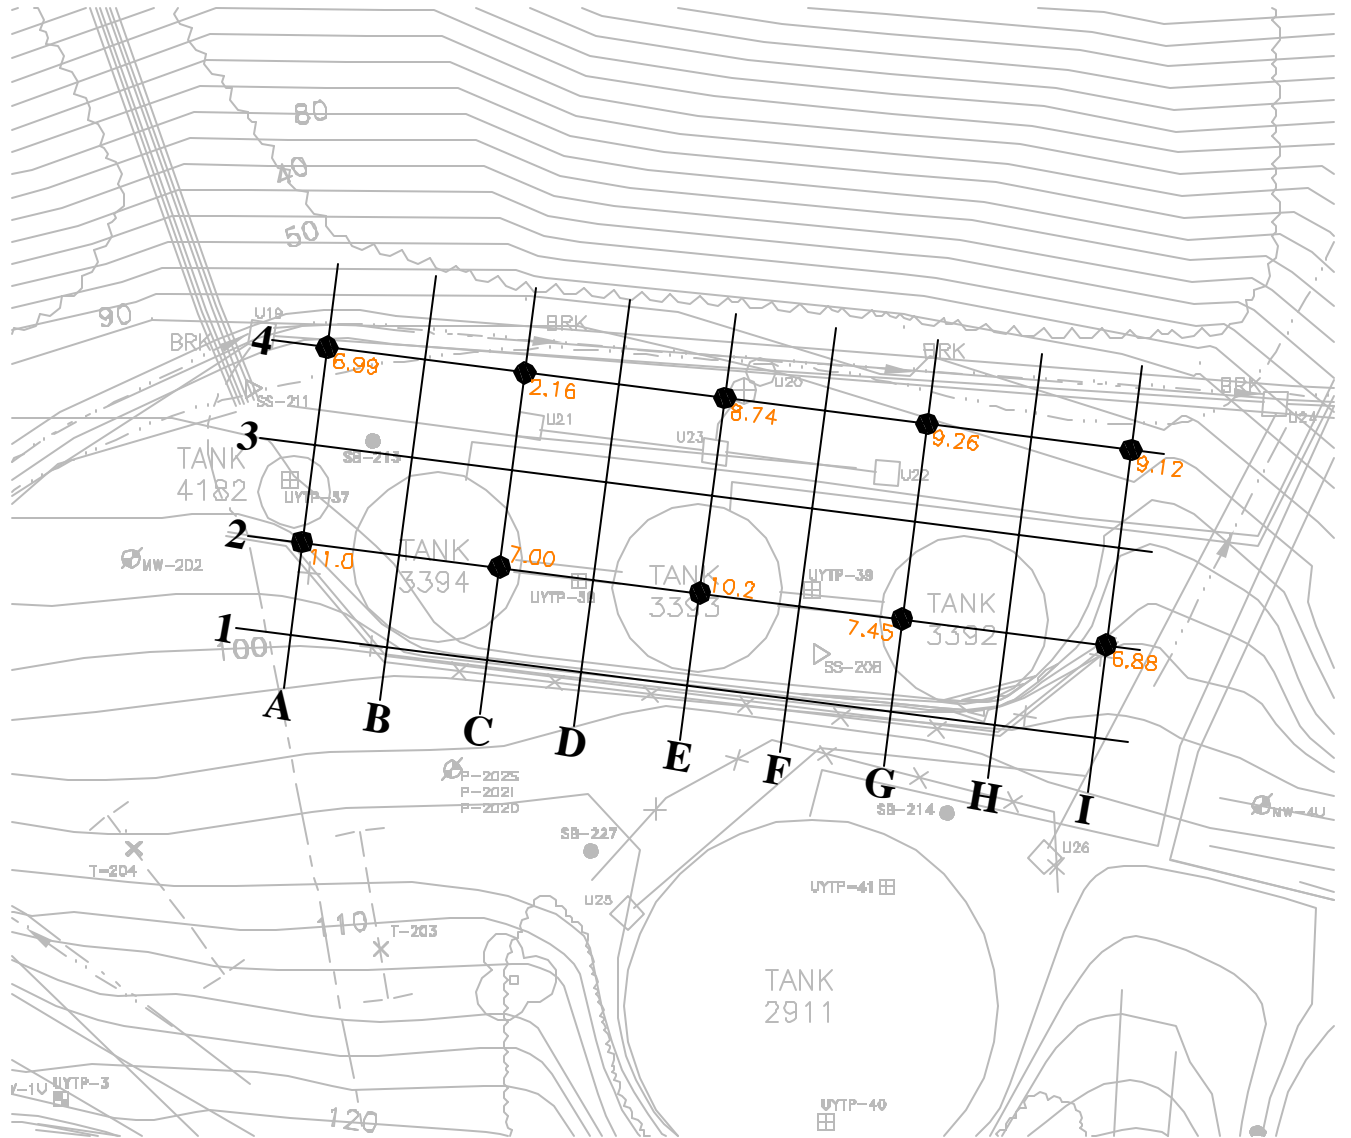 80
40
50
90
U19
BRK
BRK
BRK
BRK
4
6.99
2.16
U20
8.74
9.26
9.12
SS-211
U21
U23
U22
U24
3
SB-213
TANK
4182
UYTP-37
2
MW-202
11.0
TANK
3394
7.00
UYTP-38
TANK
3393
10.2
UYTP-39
7.45
TANK
3392
6.88
1
100
SS-208
A
B
C
D
E
F
G
H
I
P-202S
P-202I
P-202D
SB-227
SB-214
MW-4U
U26
T-204
UYTP-41
U25
110
T-203
TANK
2911
UYTP-3
UYTP-40
120